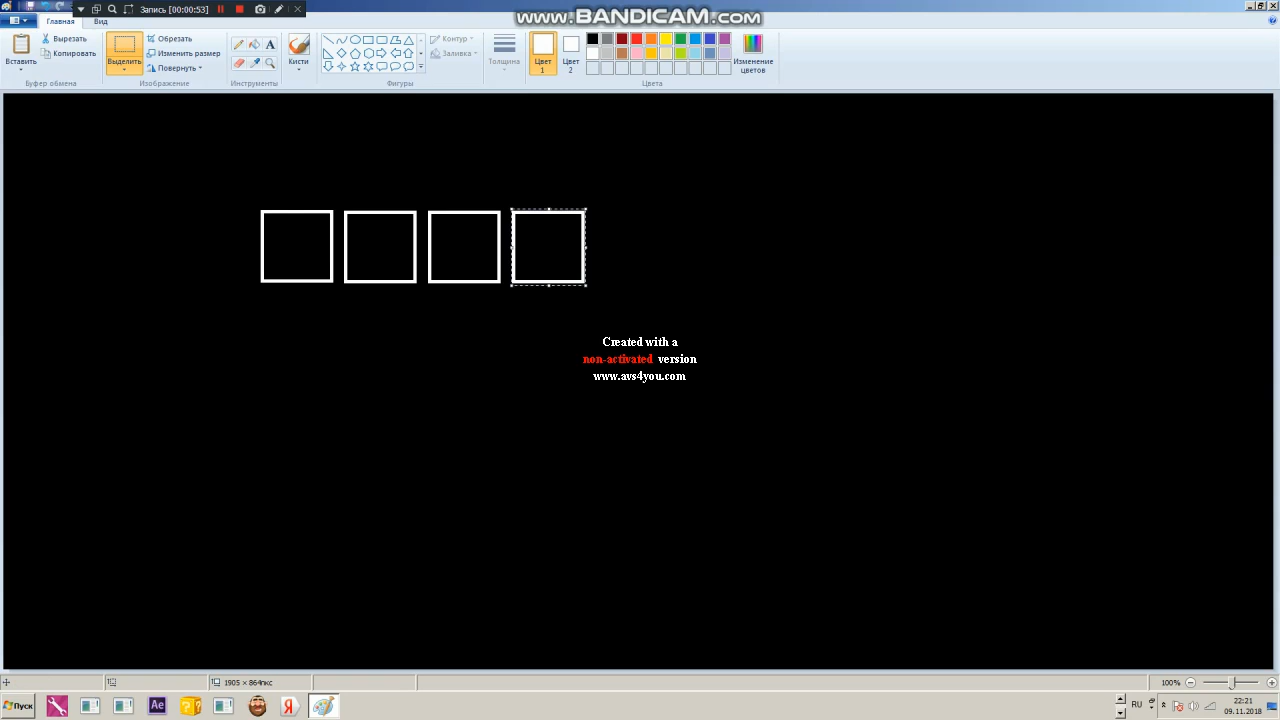 Запись [00:00:53]
www.BANDICAM.com
Главная
Вид
Вставить
Вырезать
Копировать
Буфер обмена
Выделить
Обрезать
Изменить размер
Повернуть
Изображение
A
Инструменты
Кисти
Фигуры
Контур
Заливка
Толщина
Цвет
1
Цвет
2
Изменение
цветов
Цвета
Created with a
non-activated version
www.avs4you.com
1905 × 864пкс
100%
Пуск
Ae
?
Я
RU
22:21
09.11.2018